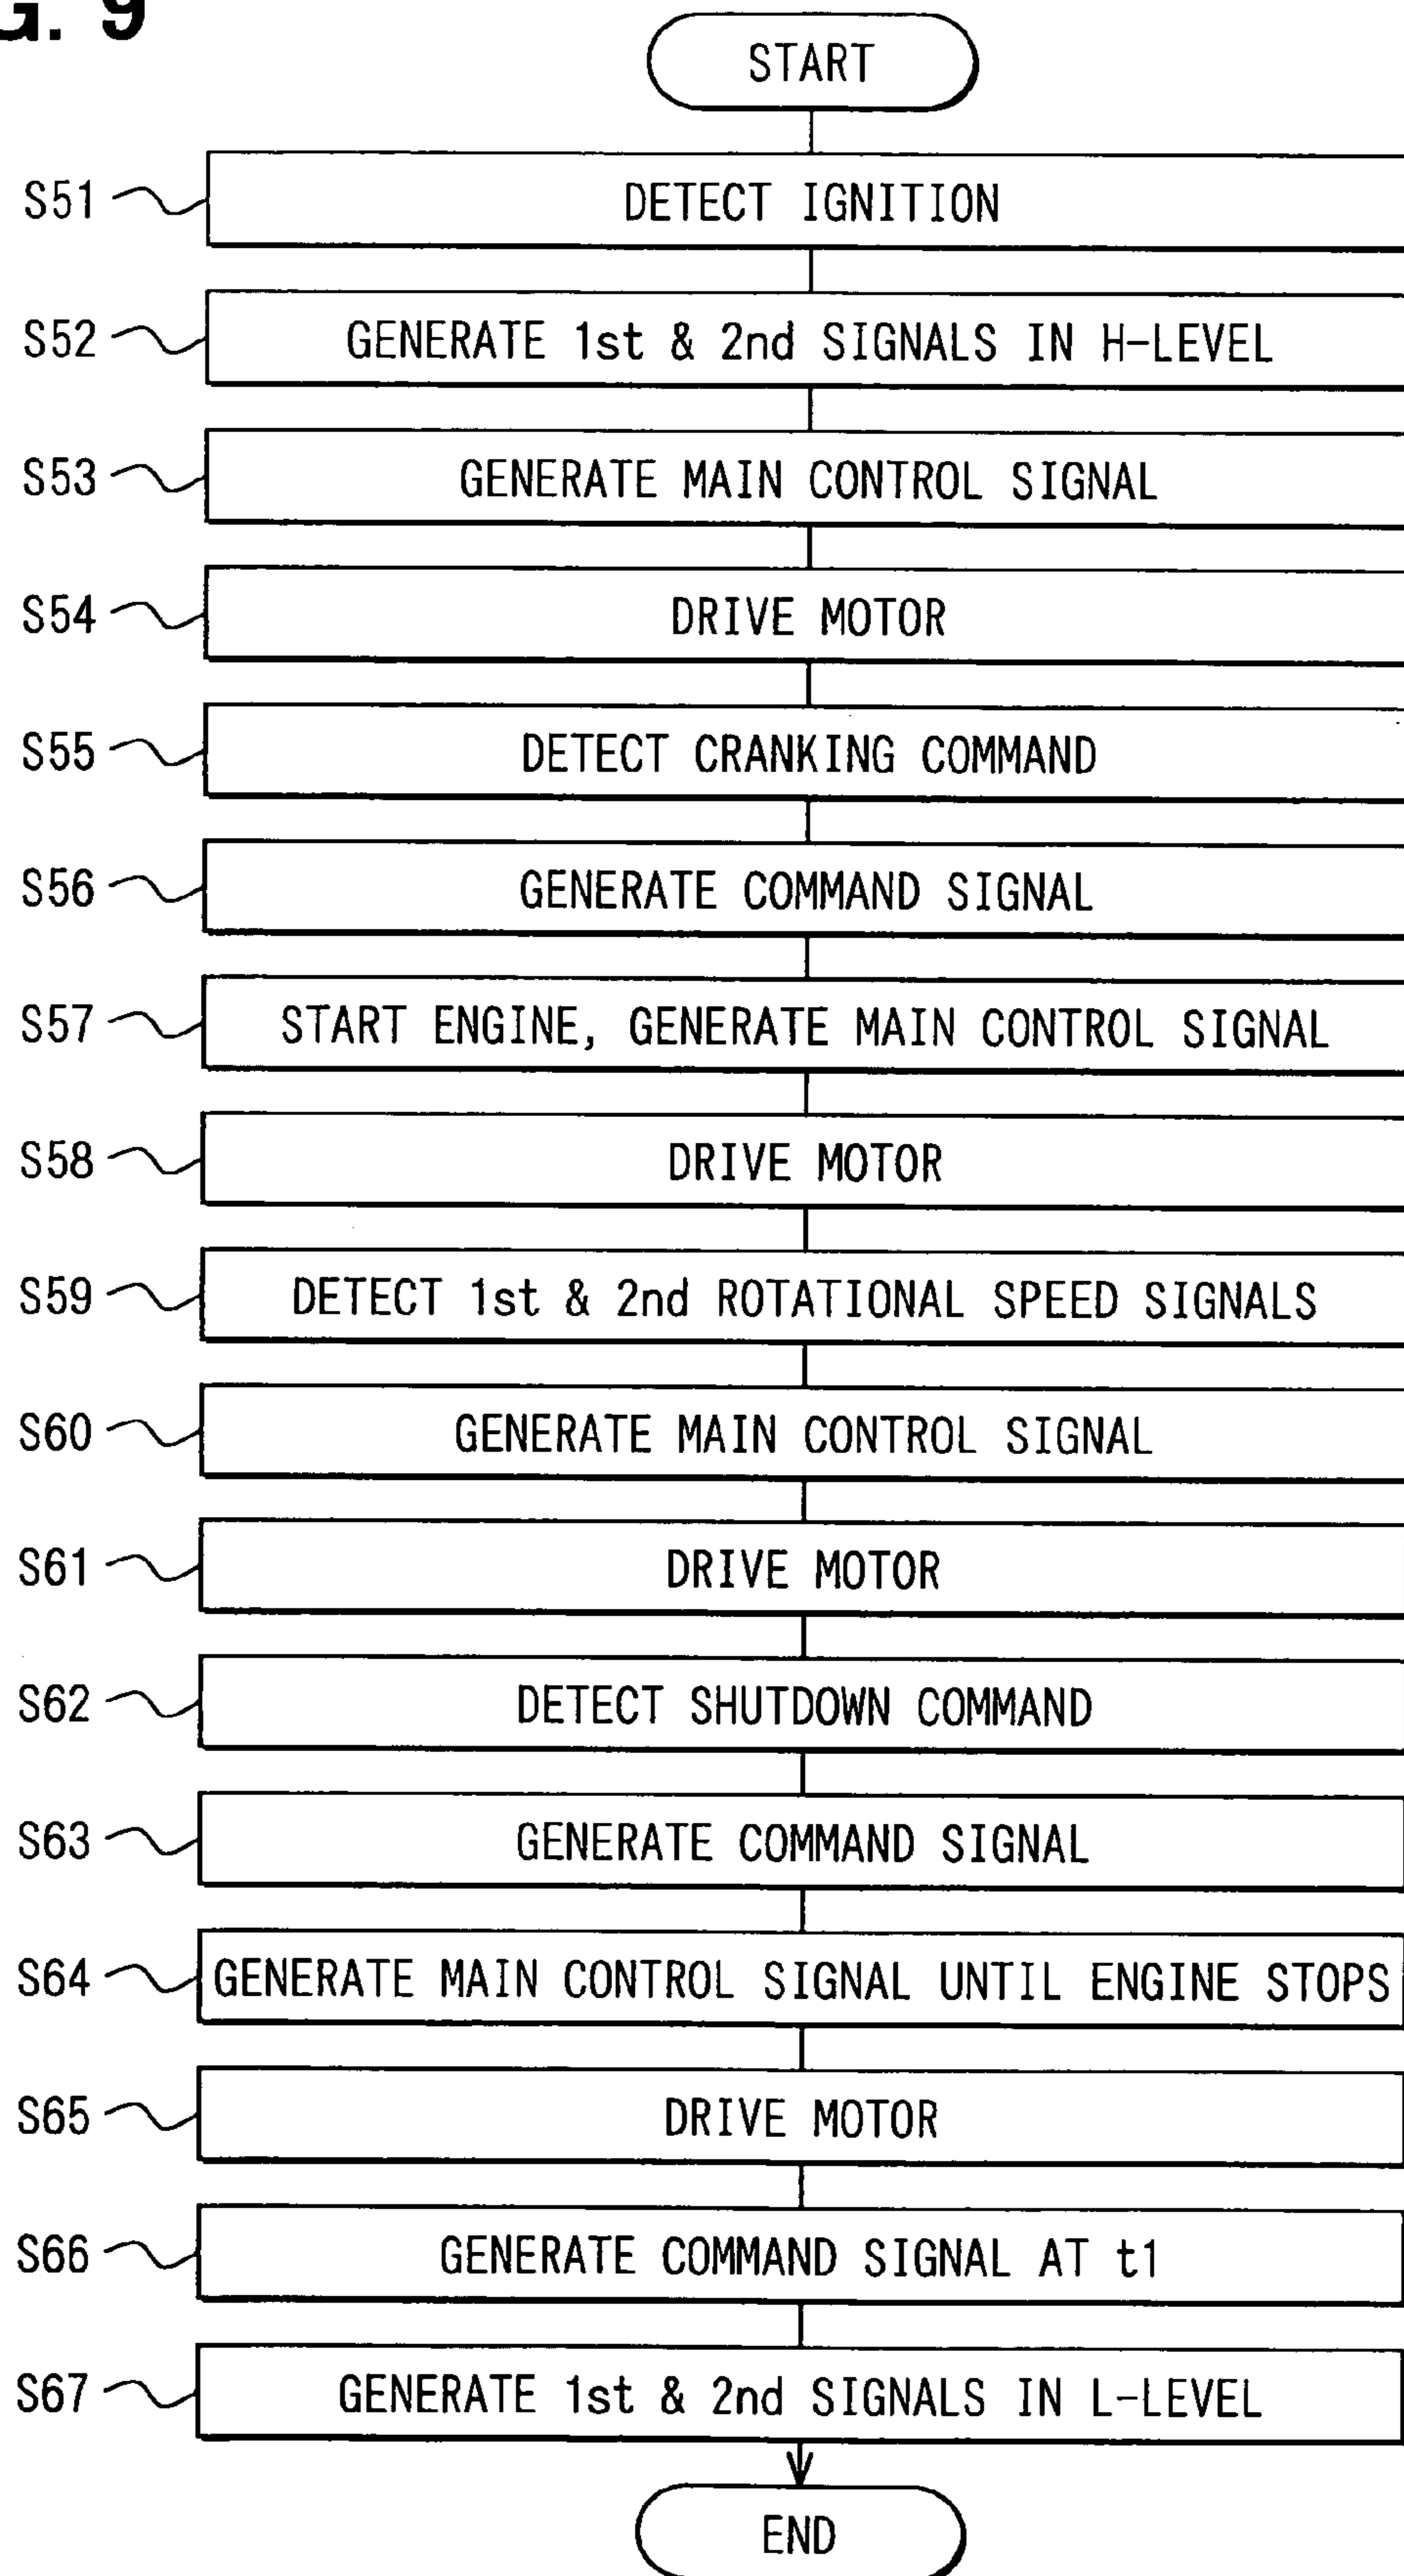 G. 9
START
S51 DETECT IGNITION
S52 GENERATE 1st & 2nd SIGNALS IN H-LEVEL
S53 GENERATE MAIN CONTROL SIGNAL
S54 DRIVE MOTOR
S55 DETECT CRANKING COMMAND
S56 GENERATE COMMAND SIGNAL
S57 START ENGINE, GENERATE MAIN CONTROL SIGNAL
S58 DRIVE MOTOR
S59 DETECT 1st & 2nd ROTATIONAL SPEED SIGNALS
S60 GENERATE MAIN CONTROL SIGNAL
S61 DRIVE MOTOR
S62 DETECT SHUTDOWN COMMAND
S63 GENERATE COMMAND SIGNAL
S64 GENERATE MAIN CONTROL SIGNAL UNTIL ENGINE STOPS
S65 DRIVE MOTOR
S66 GENERATE COMMAND SIGNAL AT t1
S67 GENERATE 1st & 2nd SIGNALS IN L-LEVEL
END